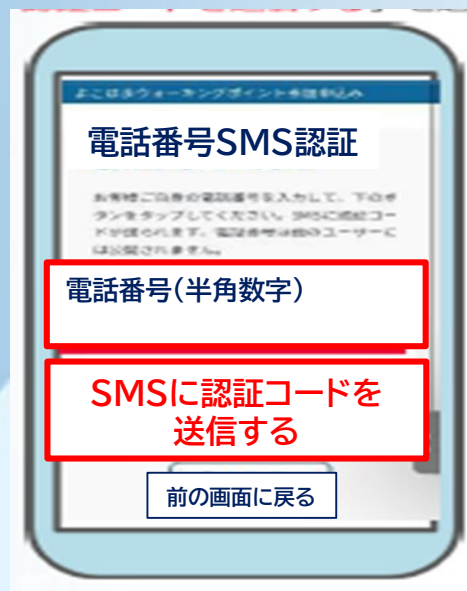 よこはまウォーキングポイント参加申込み
電話番号SMS認証
お客様ご自身の電話番号を入力して、下のボ
タンをタップしてください。SMSに認証コー
ドが送られます。電話番号は他のユーザーに
は公開されません。
電話番号(半角数字)
SMSに認証コードを
送信する
前の画面に戻る